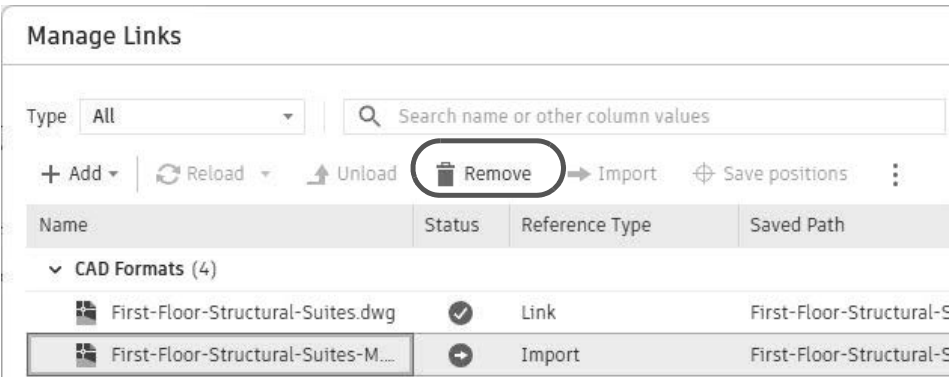 Manage Links
Type All Search name or other column values
+ Add Reload Unload Remove Import Save positions
Name Status Reference Type Saved Path
CAD Formats (4)
First-Floor-Structural-Suites.dwg Link First-Floor-Structural-S
First-Floor-Structural-Suites-M.... Import First-Floor-Structural-S